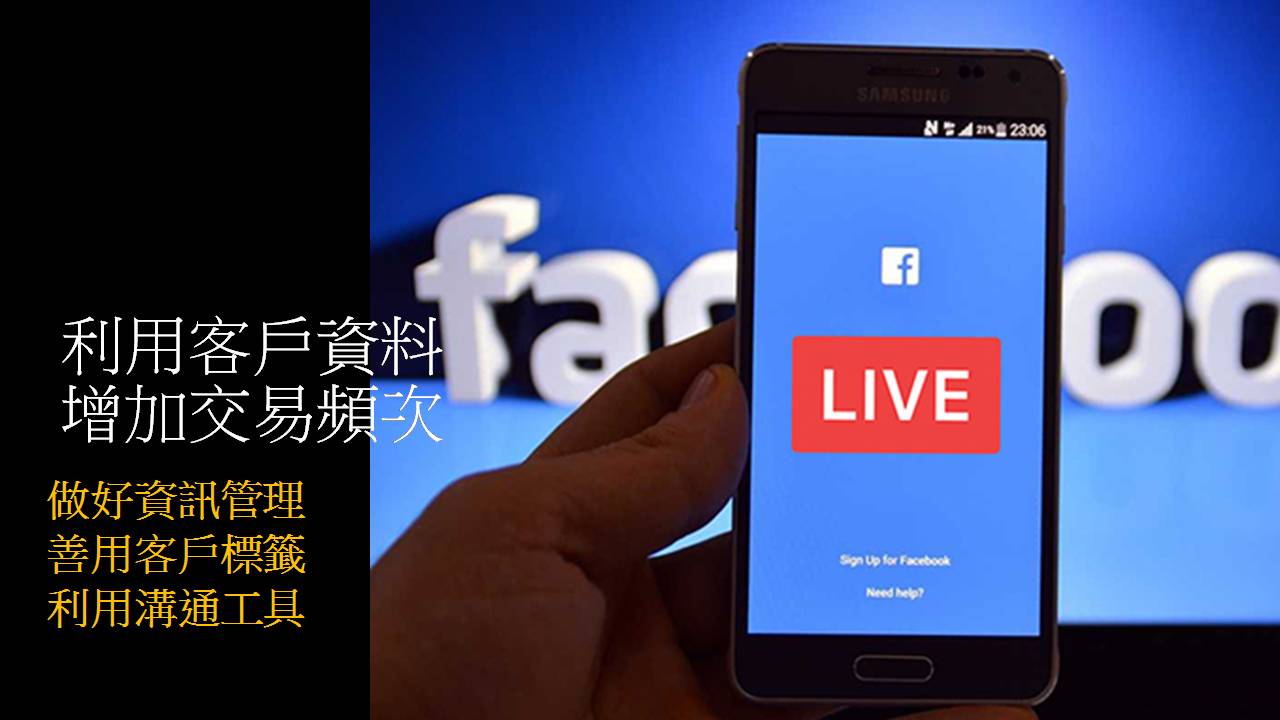 利用客戶資料
增加交易頻次
做好資訊管理
善用客戶標籤
利用溝通工具
faceboo
SAMSUNG
21% 23:06
f
LIVE
Sign Up for Facebook
Need help?